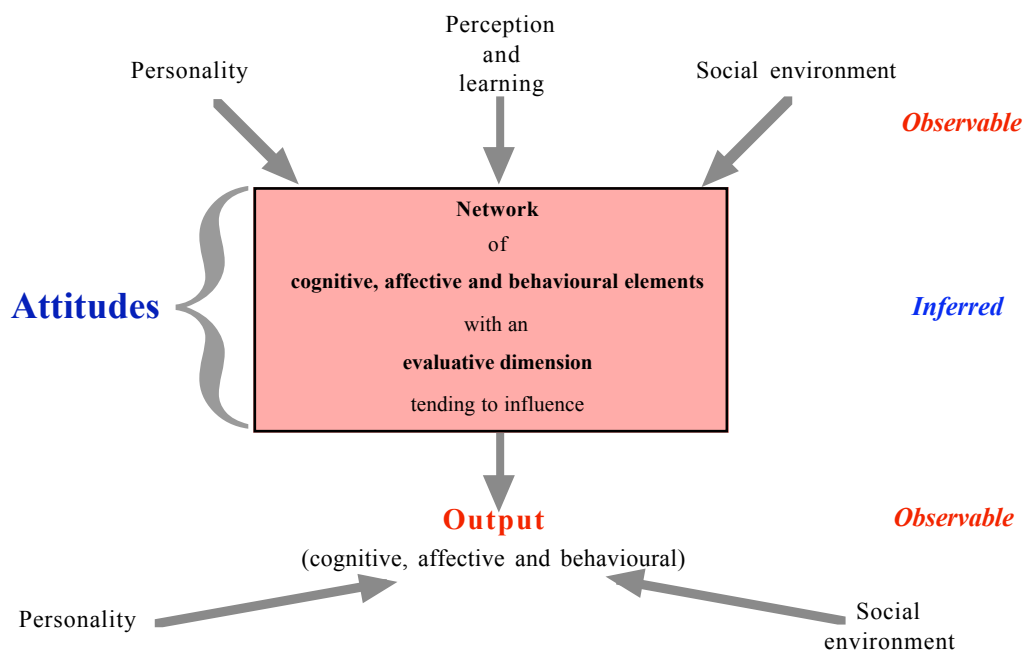 Perception
and
learning
Personality
Social environment
Observable
Network
of
cognitive, affective and behavioural elements
with an
evaluative dimension
tending to influence
Attitudes
Inferred
Output
(cognitive, affective and behavioural)
Observable
Personality
Social
environment